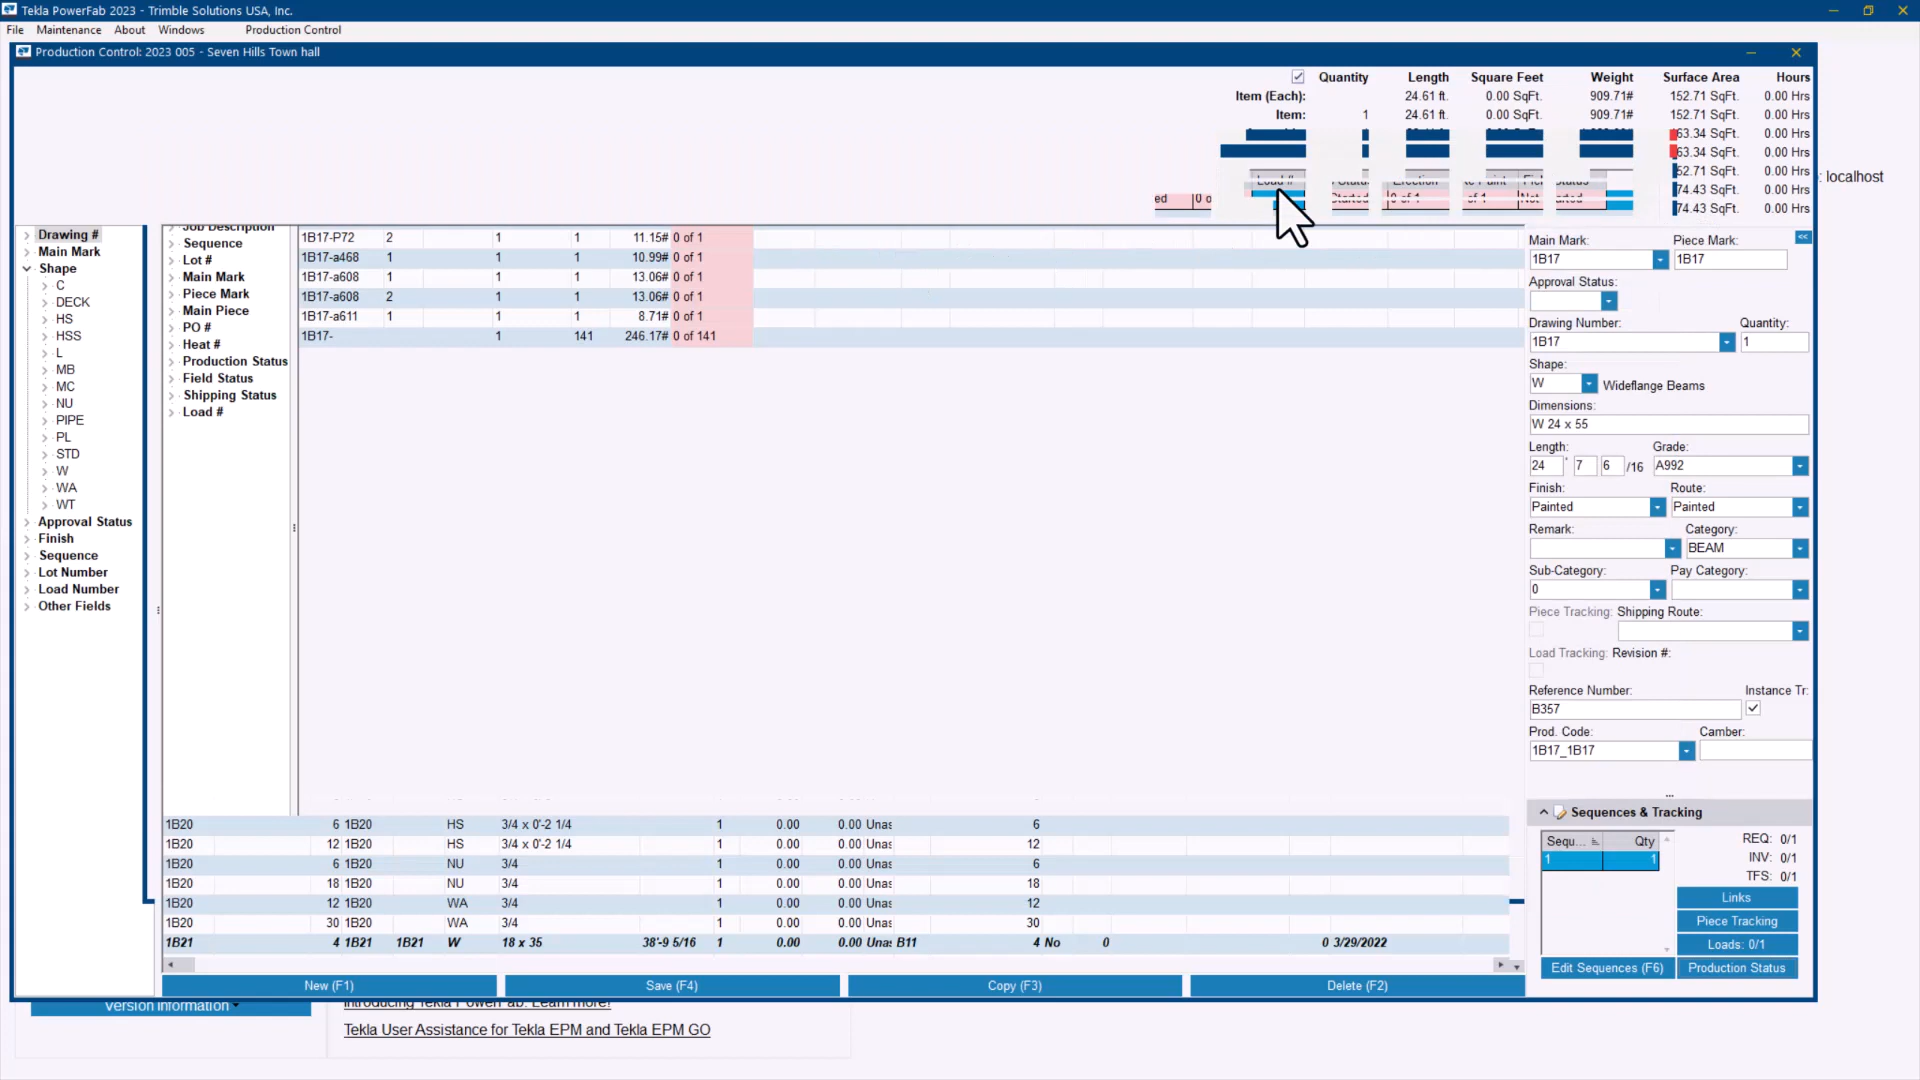 Tekla PowerFab 2023 - Trimble Solutions USA, Inc.
File Maintenance About Windows Production Control
Production Control: 2023 005 - Seven Hills Town hall
Quantity Length Square Feet Weight Surface Area Hours
Item (Each): 24.61 ft. 0.00 SqFt. 909.71# 152.71 SqFt. 0.00 Hrs
Item: 1 24.61 ft. 0.00 SqFt. 909.71# 152.71 SqFt. 0.00 Hrs
63.34 SqFt. 0.00 Hrs
63.34 SqFt. 0.00 Hrs
52.71 SqFt. 0.00 Hrs
74.43 SqFt. 0.00 Hrs
74.43 SqFt. 0.00 Hrs
localhost
Drawing #
Main Mark
Shape
C
DECK
HS
HSS
L
MB
MC
NU
PIPE
PL
STD
W
WA
WT
Approval Status
Finish
Sequence
Lot Number
Load Number
Other Fields
Job Description
Sequence
Lot #
Main Mark
Piece Mark
Main Piece
PO #
Heat #
Production Status
Field Status
Shipping Status
Load #
1B17-P72 2 1 1 11.15# 0 of 1
1B17-a468 1 1 1 10.99# 0 of 1
1B17-a608 1 1 1 13.06# 0 of 1
1B17-a608 2 1 1 13.06# 0 of 1
1B17-a611 1 1 1 8.71# 0 of 1
1B17- 1 141 246.17# 0 of 141
1B20 6 1B20 HS 3/4 x 0'-2 1/4 1 0.00 0.00 Unas 6
1B20 12 1B20 HS 3/4 x 0'-2 1/4 1 0.00 0.00 Unas 12
1B20 6 1B20 NU 3/4 1 0.00 0.00 Unas 6
1B20 18 1B20 NU 3/4 1 0.00 0.00 Unas 18
1B20 12 1B20 WA 3/4 1 0.00 0.00 Unas 12
1B20 30 1B20 WA 3/4 1 0.00 0.00 Unas 30
1B21 4 1B21 1B21 W 18 x 35 38'-9 5/16 1 0.00 0.00 Unas B11 4 No 0 0 3/29/2022
New (F1) Save (F4) Copy (F3) Delete (F2)
Main Mark: Piece Mark:
1B17 1B17
Approval Status:
Drawing Number: Quantity:
1B17 1
Shape:
W Wideflange Beams
Dimensions:
W 24 x 55
Length: Grade:
24 ' 7 6 /16 A992
Finish: Route:
Painted Painted
Remark: Category:
BEAM
Sub-Category: Pay Category:
0
Piece Tracking: Shipping Route:
Load Tracking: Revision #:
Reference Number: Instance Tr:
B357
Prod. Code: Camber:
1B17_1B17
...
Sequences & Tracking
Sequ... Qty
1 1
REQ: 0/1
INV: 0/1
TFS: 0/1
Links
Piece Tracking
Loads: 0/1
Edit Sequences (F6) Production Status
Version Information
Introducing Tekla PowerFab. Learn more!
Tekla User Assistance for Tekla EPM and Tekla EPM GO